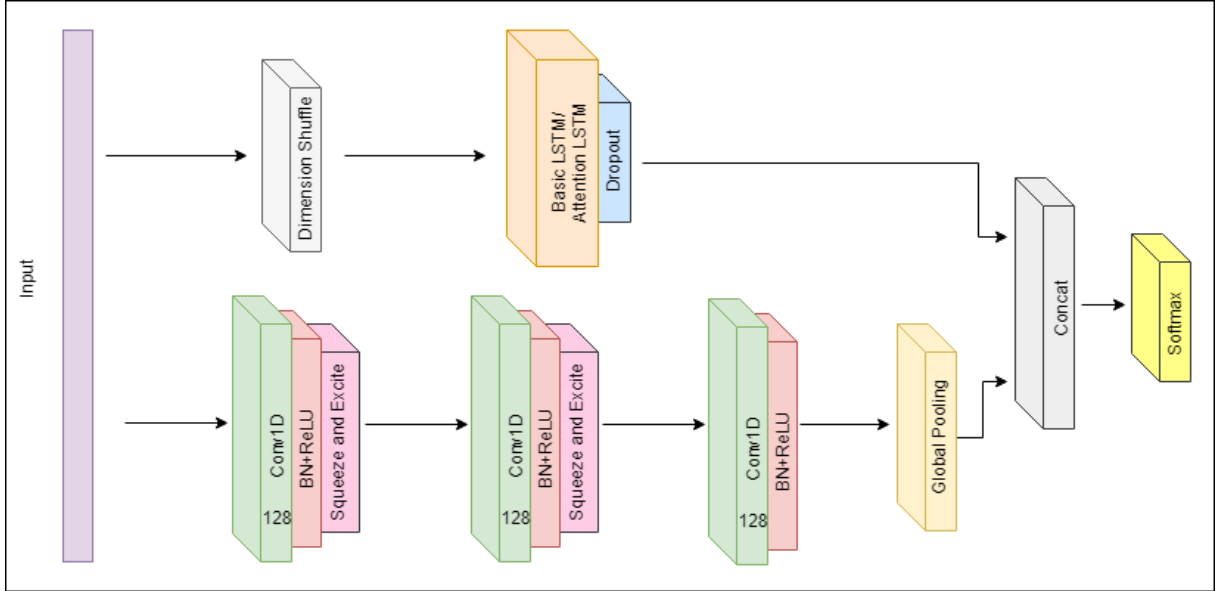 Input
Dimension Shuffle
Basic LSTM/
Attention LSTM
Dropout
Conv1D
128
BN+ReLU
Squeeze and Excite
Conv1D
128
BN+ReLU
Squeeze and Excite
Conv1D
128
BN+ReLU
Global Pooling
Concat
Softmax